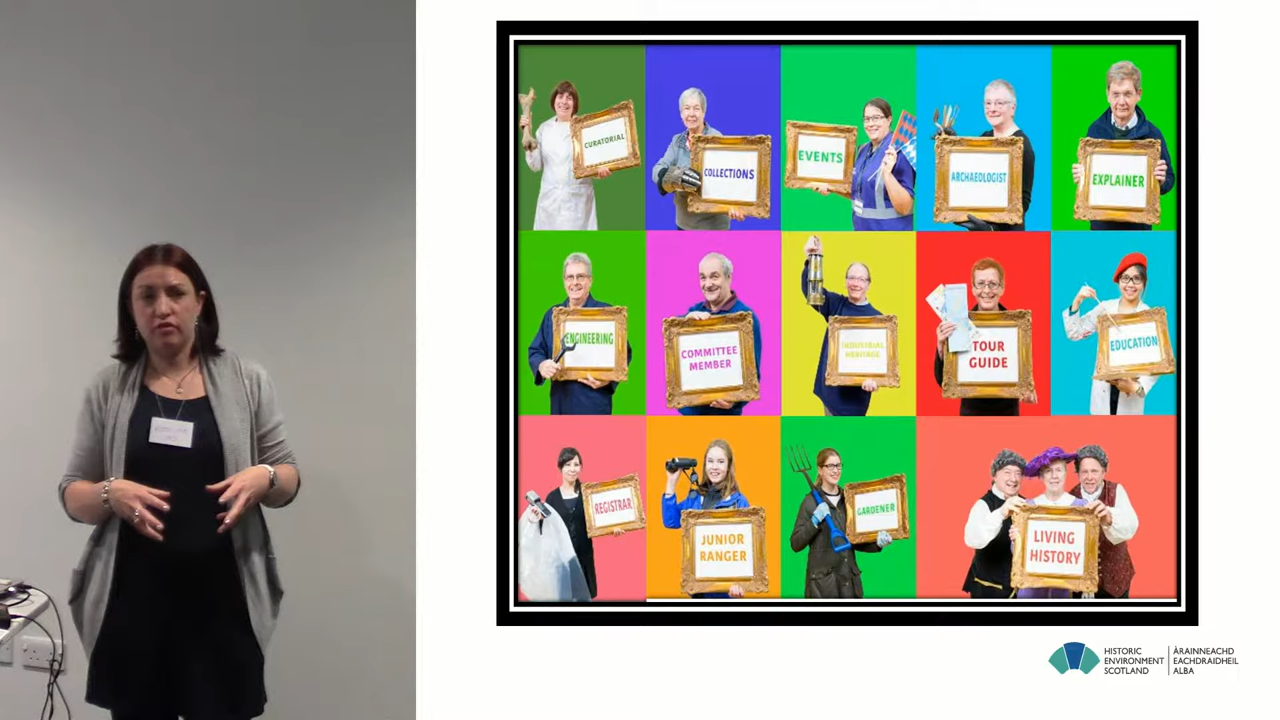 CURATORIAL
COLLECTIONS
EVENTS
ARCHAEOLOGIST
EXPLAINER
ENGINEERING
COMMITTEE
MEMBER
INDUSTRIAL
HERITAGE
TOUR
GUIDE
EDUCATION
REGISTRAR
JUNIOR
RANGER
GARDENER
LIVING
HISTORY
HISTORIC
ENVIRONMENT
SCOTLAND
ÀRAINNEACHD
EACHDRAIDHEIL
ALBA